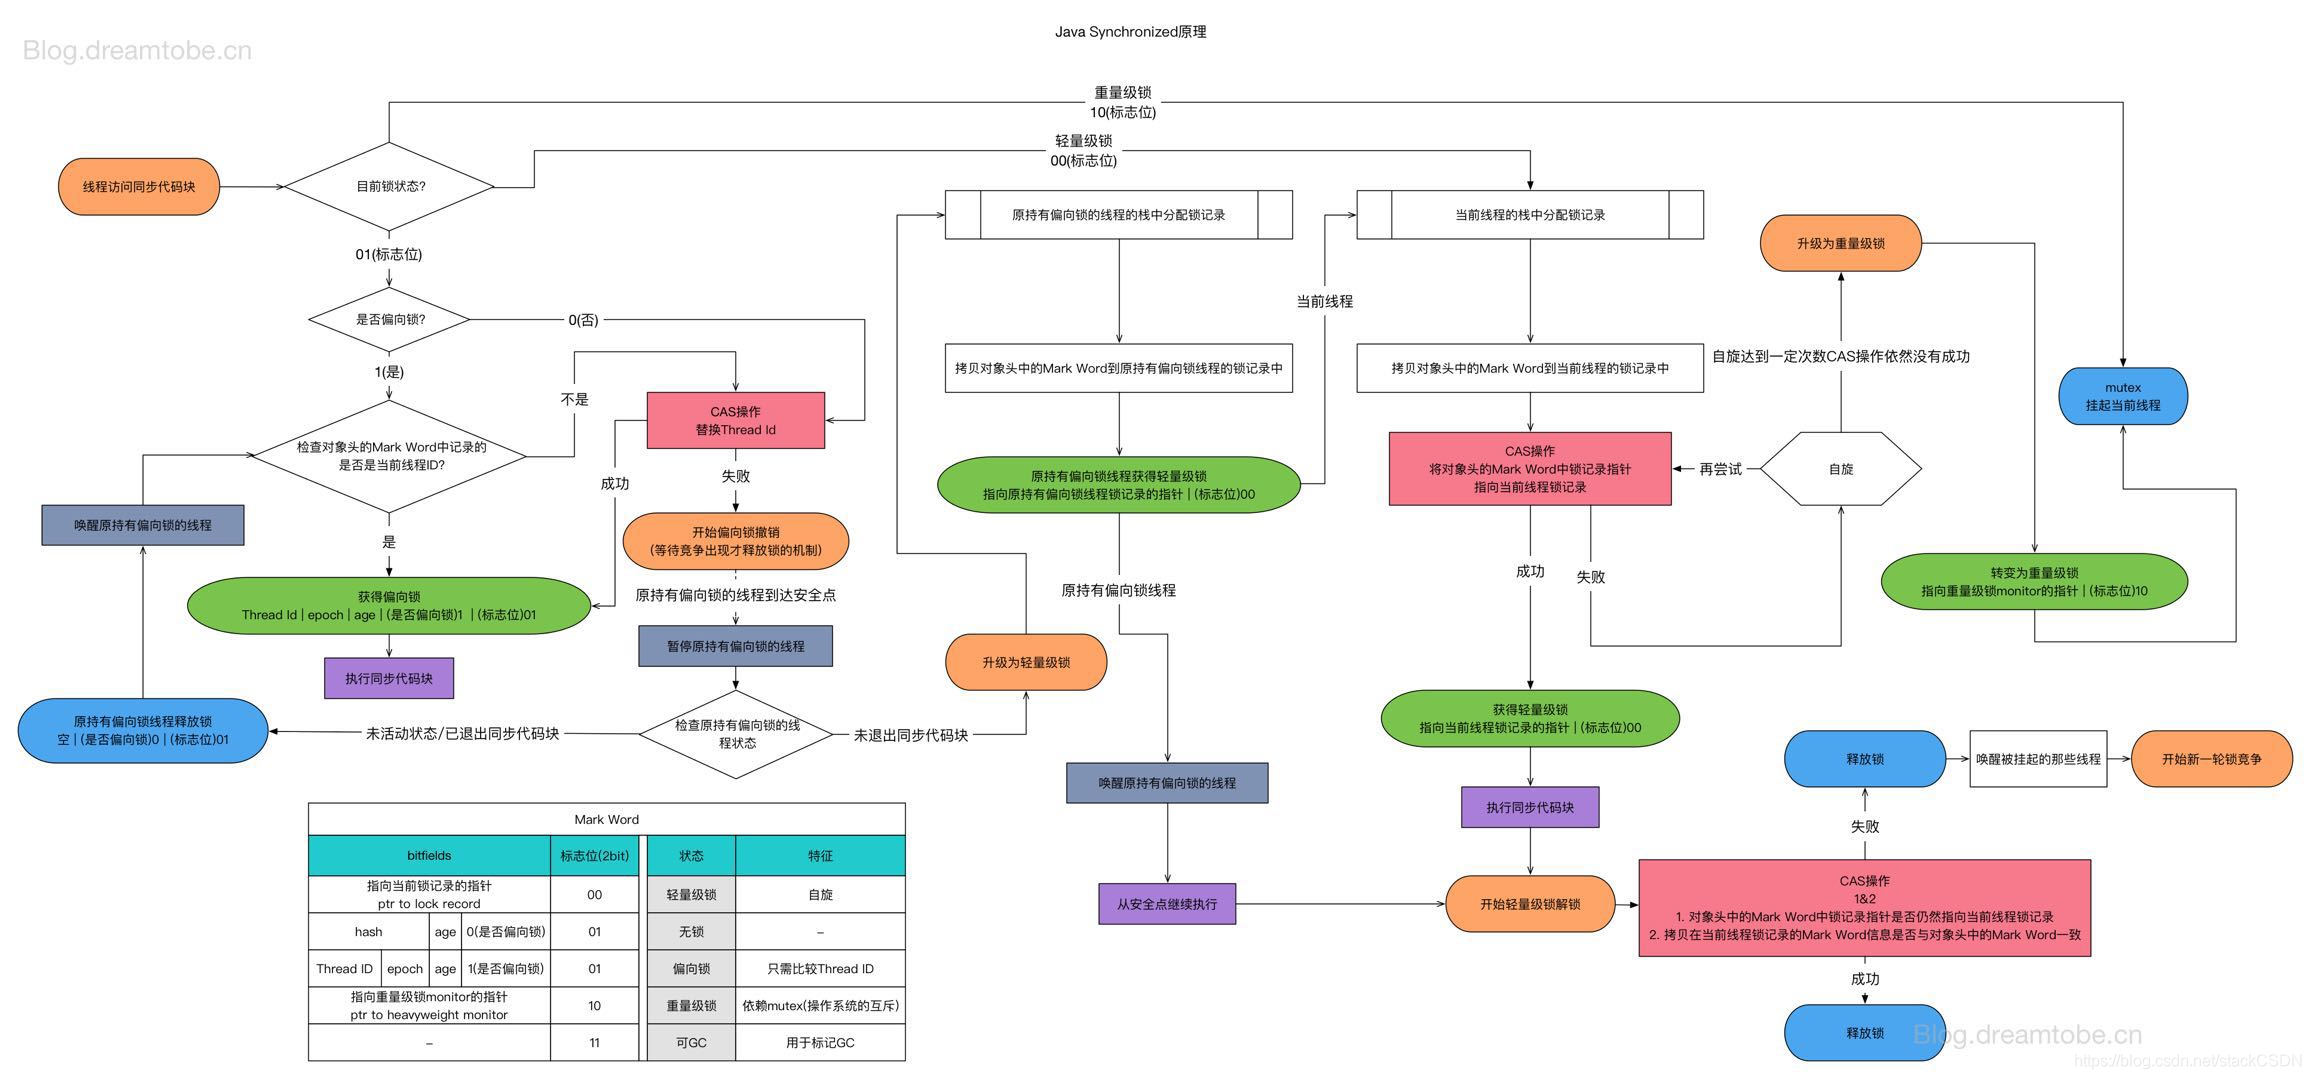 Java Synchronized原理
Blog.dreamtobe.cn
重量级锁
10(标志位)
轻量级锁
00(标志位)
线程访问同步代码块
目前锁状态?
01(标志位)
是否偏向锁?
0(否)
1(是)
检查对象头的Mark Word中记录的
是否是当前线程ID?
不是
CAS操作
替换Thread Id
成功
失败
是
唤醒原持有偏向锁的线程
获得偏向锁
Thread Id | epoch | age | (是否偏向锁)1 | (标志位)01
执行同步代码块
原持有偏向锁线程释放锁
空 | (是否偏向锁)0 | (标志位)01
开始偏向锁撤销
(等待竞争出现才释放锁的机制)
原持有偏向锁的线程到达安全点
暂停原持有偏向锁的线程
检查原持有偏向锁的线
程状态
未活动状态/已退出同步代码块
未退出同步代码块
升级为轻量级锁
原持有偏向锁的线程的栈中分配锁记录
拷贝对象头中的Mark Word到原持有偏向锁线程的锁记录中
原持有偏向锁线程获得轻量级锁
指向原持有偏向锁线程锁记录的指针 | (标志位)00
当前线程
原持有偏向锁线程
唤醒原持有偏向锁的线程
从安全点继续执行
当前线程的栈中分配锁记录
拷贝对象头中的Mark Word到当前线程的锁记录中
CAS操作
将对象头的Mark Word中锁记录指针
指向当前线程锁记录
再尝试
自旋
自旋达到一定次数CAS操作依然没有成功
升级为重量级锁
mutex
挂起当前线程
转变为重量级锁
指向重量级锁monitor的指针 | (标志位)10
成功
失败
获得轻量级锁
指向当前线程锁记录的指针 | (标志位)00
执行同步代码块
开始轻量级锁解锁
CAS操作
1&2
1. 对象头中的Mark Word中锁记录指针是否仍然指向当前线程锁记录
2. 拷贝在当前线程锁记录的Mark Word信息是否与对象头中的Mark Word一致
失败
释放锁
唤醒被挂起的那些线程
开始新一轮锁竞争
成功
释放锁
Mark Word
bitfields 标志位(2bit) 状态 特征
指向当前锁记录的指针
ptr to lock record 00 轻量级锁 自旋
hash age 0(是否偏向锁) 01 无锁 –
Thread ID epoch age 1(是否偏向锁) 01 偏向锁 只需比较Thread ID
指向重量级锁monitor的指针
ptr to heavyweight monitor 10 重量级锁 依赖mutex(操作系统的互斥)
– 11 可GC 用于标记GC
Blog.dreamtobe.cn
https://blog.csdn.net/stackCSDN